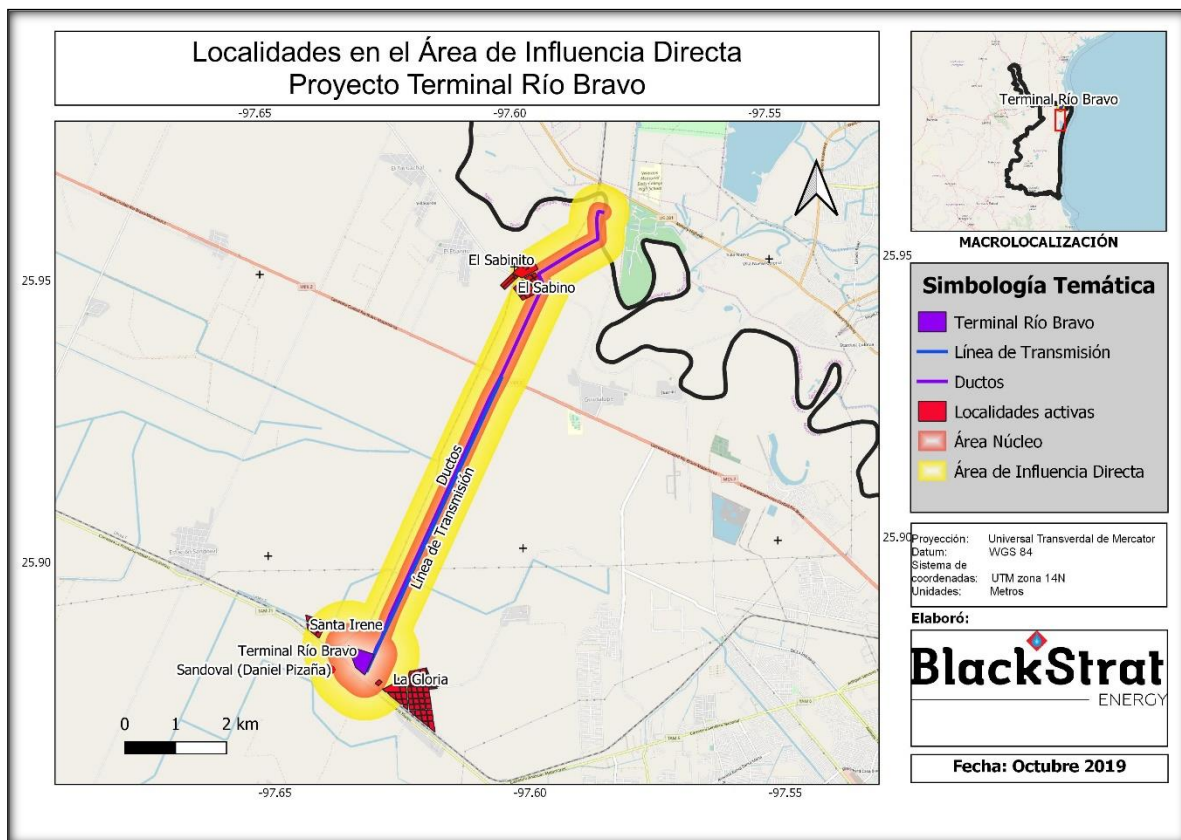 Localidades en el Área de Influencia Directa
Proyecto Terminal Río Bravo
-97.65
-97.60
-97.55
25.95
25.90
El Sabinito
El Sabino
Ductos
Línea de Transmisión
Santa Irene
Terminal Río Bravo
Sandoval (Daniel Pizaña)
La Gloria
0 1 2 km
25.95
25.90
-97.65
-97.60
-97.55
Terminal Río Bravo
MACROLOCALIZACIÓN
Simbología Temática
Terminal Río Bravo
Línea de Transmisión
Ductos
Localidades activas
Área Núcleo
Área de Influencia Directa
Proyección: Universal Transverdal de Mercator
Datum: WGS 84
Sistema de
coordenadas: UTM zona 14N
Unidades: Metros
Elaboró:
BlackStrat
ENERGY
Fecha: Octubre 2019